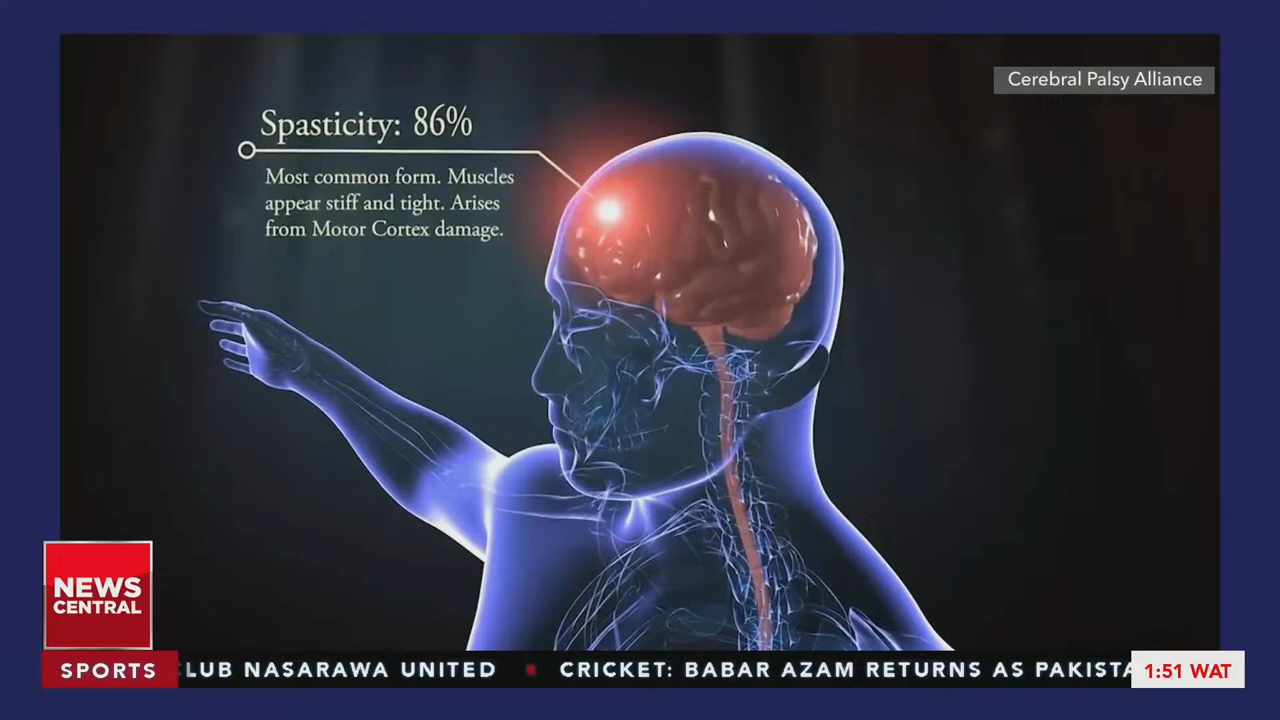 Cerebral Palsy Alliance
Spasticity: 86%
Most common form. Muscles
appear stiff and tight. Arises
from Motor Cortex damage.
NEWS
CENTRAL
SPORTS
CLUB NASARAWA UNITED
CRICKET: BABAR AZAM RETURNS AS PAKISTA
1:51 WAT